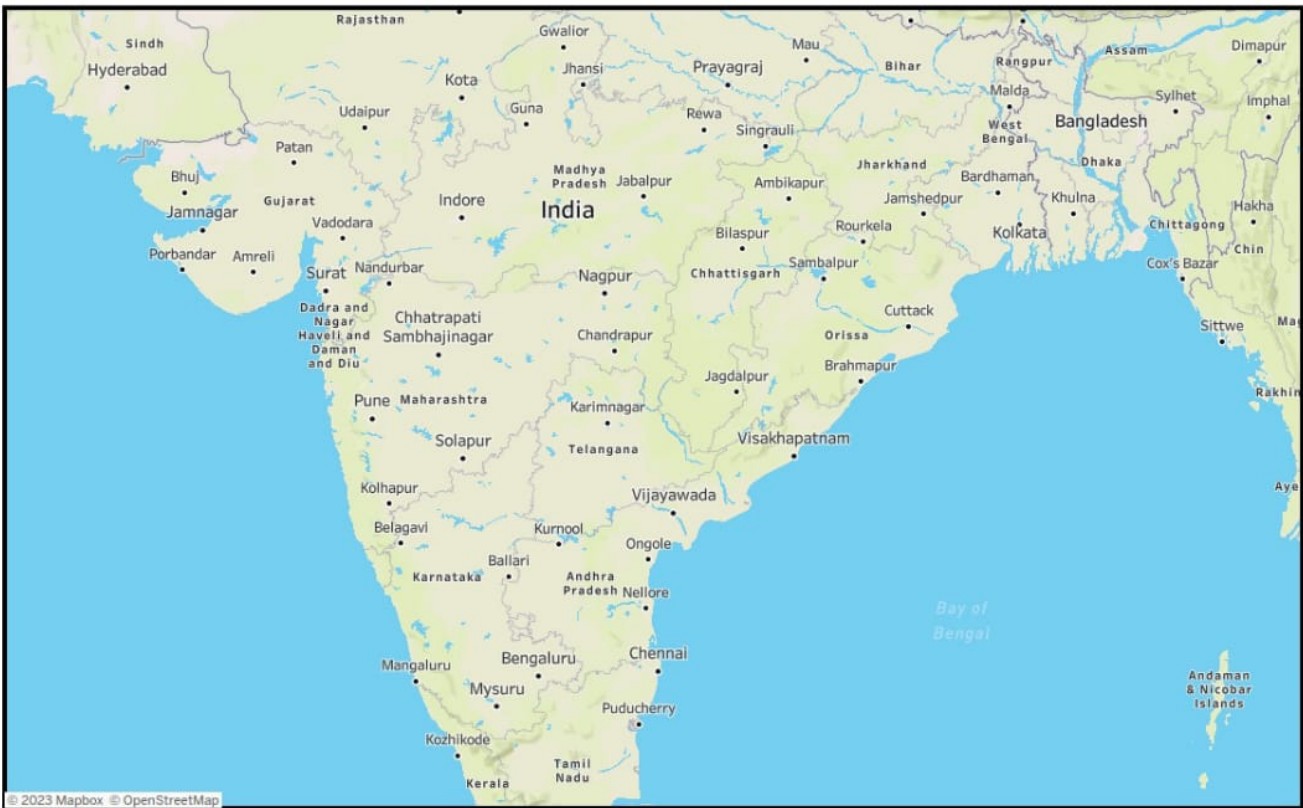 Rajasthan
Gwalior
Mau
Assam
Dimapur
Sindh
Hyderabad
Kota
Jhansi
Prayagraj
Bihar
Rangpur
Malda
Sylhet
Imphal
Udaipur
Guna
Rewa
Singrauli
West
Bengal
Bangladesh
Patan
Madhya
Pradesh
Jharkhand
Dhaka
Bhuj
Gujarat
Jamnagar
Indore
India
Jabalpur
Ambikapur
Jamshedpur
Bardhaman
Khulna
Hakha
Vadodara
Bilaspur
Rourkela
Kolkata
Chittagong
Chin
Porbandar
Amreli
Surat
Nandurbar
Nagpur
Chhattisgarh
Sambalpur
Cox's Bazar
Dadra and
Nagar
Haveli and
Daman
and Diu
Chhatrapati
Sambhajinagar
Chandrapur
Cuttack
Orissa
Sittwe
Mag
Jagdalpur
Brahmapur
Rakhin
Pune
Maharashtra
Karimnagar
Solapur
Telangana
Visakhapatnam
Kolhapur
Vijayawada
Aye
Belagavi
Kurnool
Ongole
Karnataka
Ballari
Andhra
Pradesh
Nellore
Bay of
Bengal
Mangaluru
Bengaluru
Chennai
Mysuru
Andaman
& Nicobar
Islands
Puducherry
Kozhikode
Kerala
Tamil
Nadu
© 2023 Mapbox © OpenStreetMap